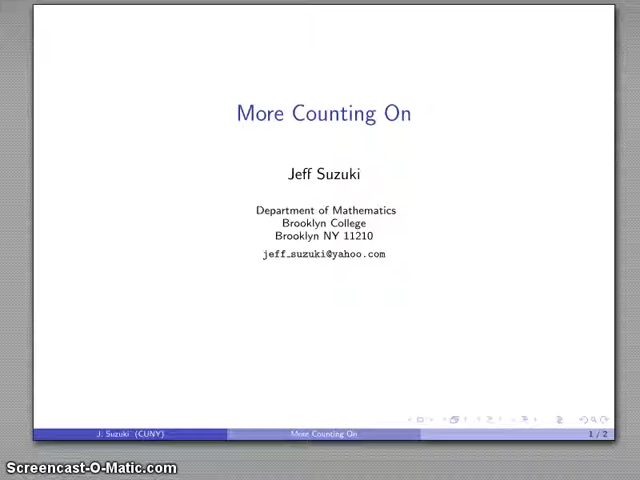 More Counting On
Jeff Suzuki
Department of Mathematics
Brooklyn College
Brooklyn NY 11210
jeff_suzuki@yahoo.com
J. Suzuki (CUNY)
More Counting On
1 / 2
Screencast-O-Matic.com